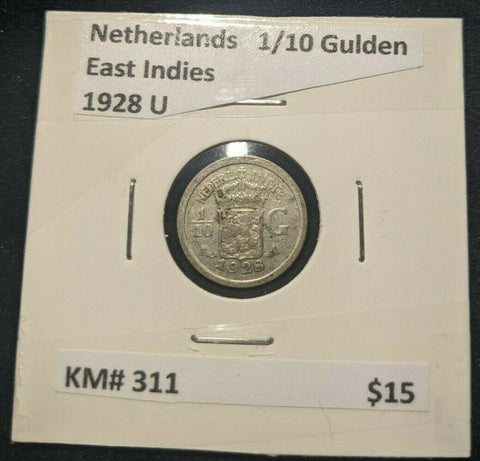 Netherlands 1/10 Gulden
East Indies
1928 U
NEDERL. INDIE
1/10 G
1928
KM# 311 $15